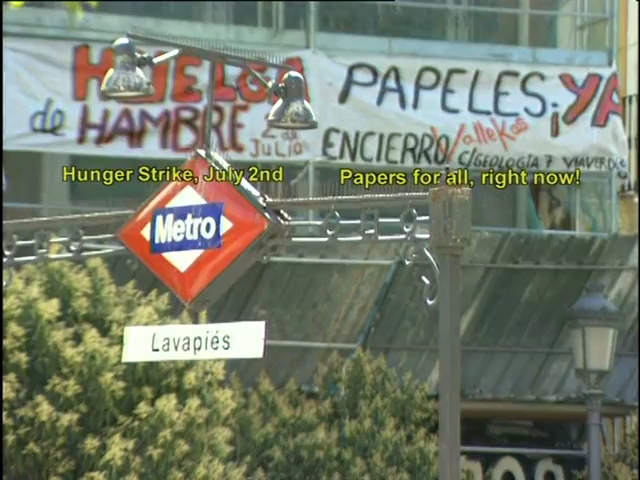 HUELGA
de HAMBRE 2 de
JULIO
PAPELES ¡YA
ENCIERRO Vallekas C/GEOLOGIA 7 VIAVERDE
Hunger Strike, July 2nd
Papers for all, right now!
Metro
Lavapiés